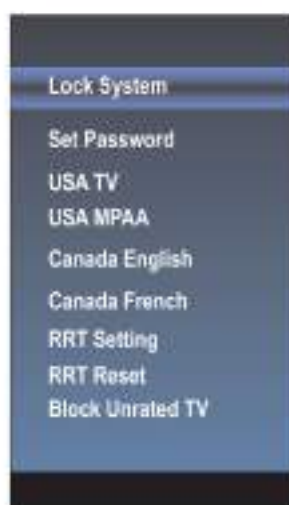 Lock System
Set Password
USA TV
USA MPAA
Canada English
Canada French
RRT Setting
RRT Reset
Block Unrated TV